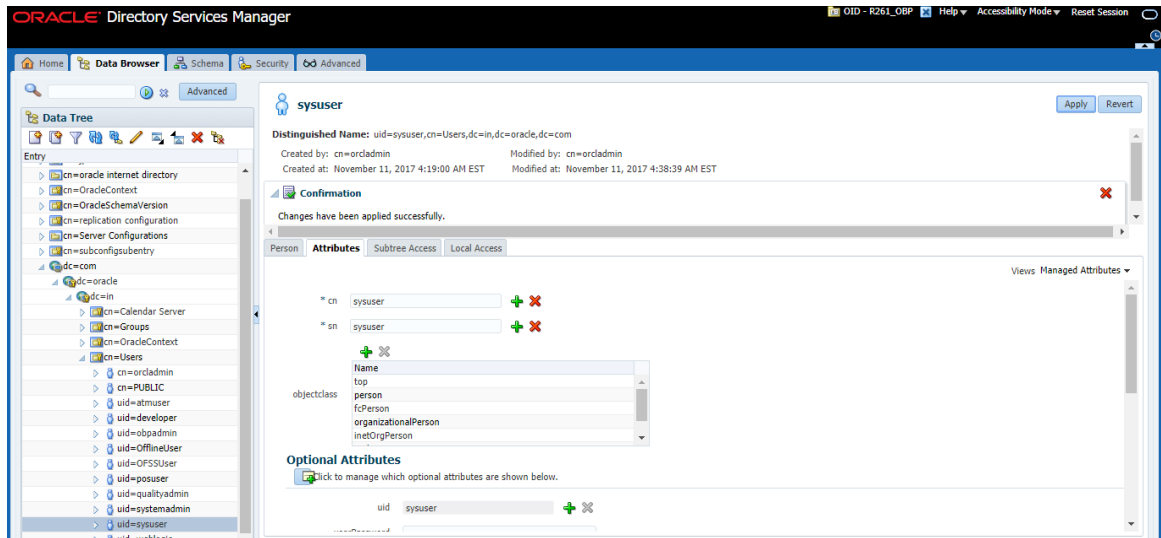 ORACLE Directory Services Manager
OID - R261_OBP Help Accessibility Mode Reset Session
Home Data Browser Schema Security Advanced
Advanced
Data Tree
Entry
cn=oracle internet directory
cn=OracleContext
cn=OracleSchemaVersion
cn=replication configuration
cn=Server Configurations
cn=subconfigsubentry
dc=com
dc=oracle
dc=in
cn=Calendar Server
cn=Groups
cn=OracleContext
cn=Users
cn=orcladmin
cn=PUBLIC
uid=atmuser
uid=developer
uid=obpadmin
uid=OfflineUser
uid=OFSSUser
uid=posuser
uid=qualityadmin
uid=systemadmin
uid=sysuser
sysuser
Apply Revert
Distinguished Name: uid=sysuser,cn=Users,dc=in,dc=oracle,dc=com
Created by: cn=orcladmin Modified by: cn=orcladmin
Created at: November 11, 2017 4:19:00 AM EST Modified at: November 11, 2017 4:38:39 AM EST
Confirmation
Changes have been applied successfully.
Person Attributes Subtree Access Local Access
Views Managed Attributes
* cn sysuser
* sn sysuser
Name
top
objectclass person
fcPerson
organizationalPerson
inetOrgPerson
Optional Attributes
Click to manage which optional attributes are shown below.
uid sysuser